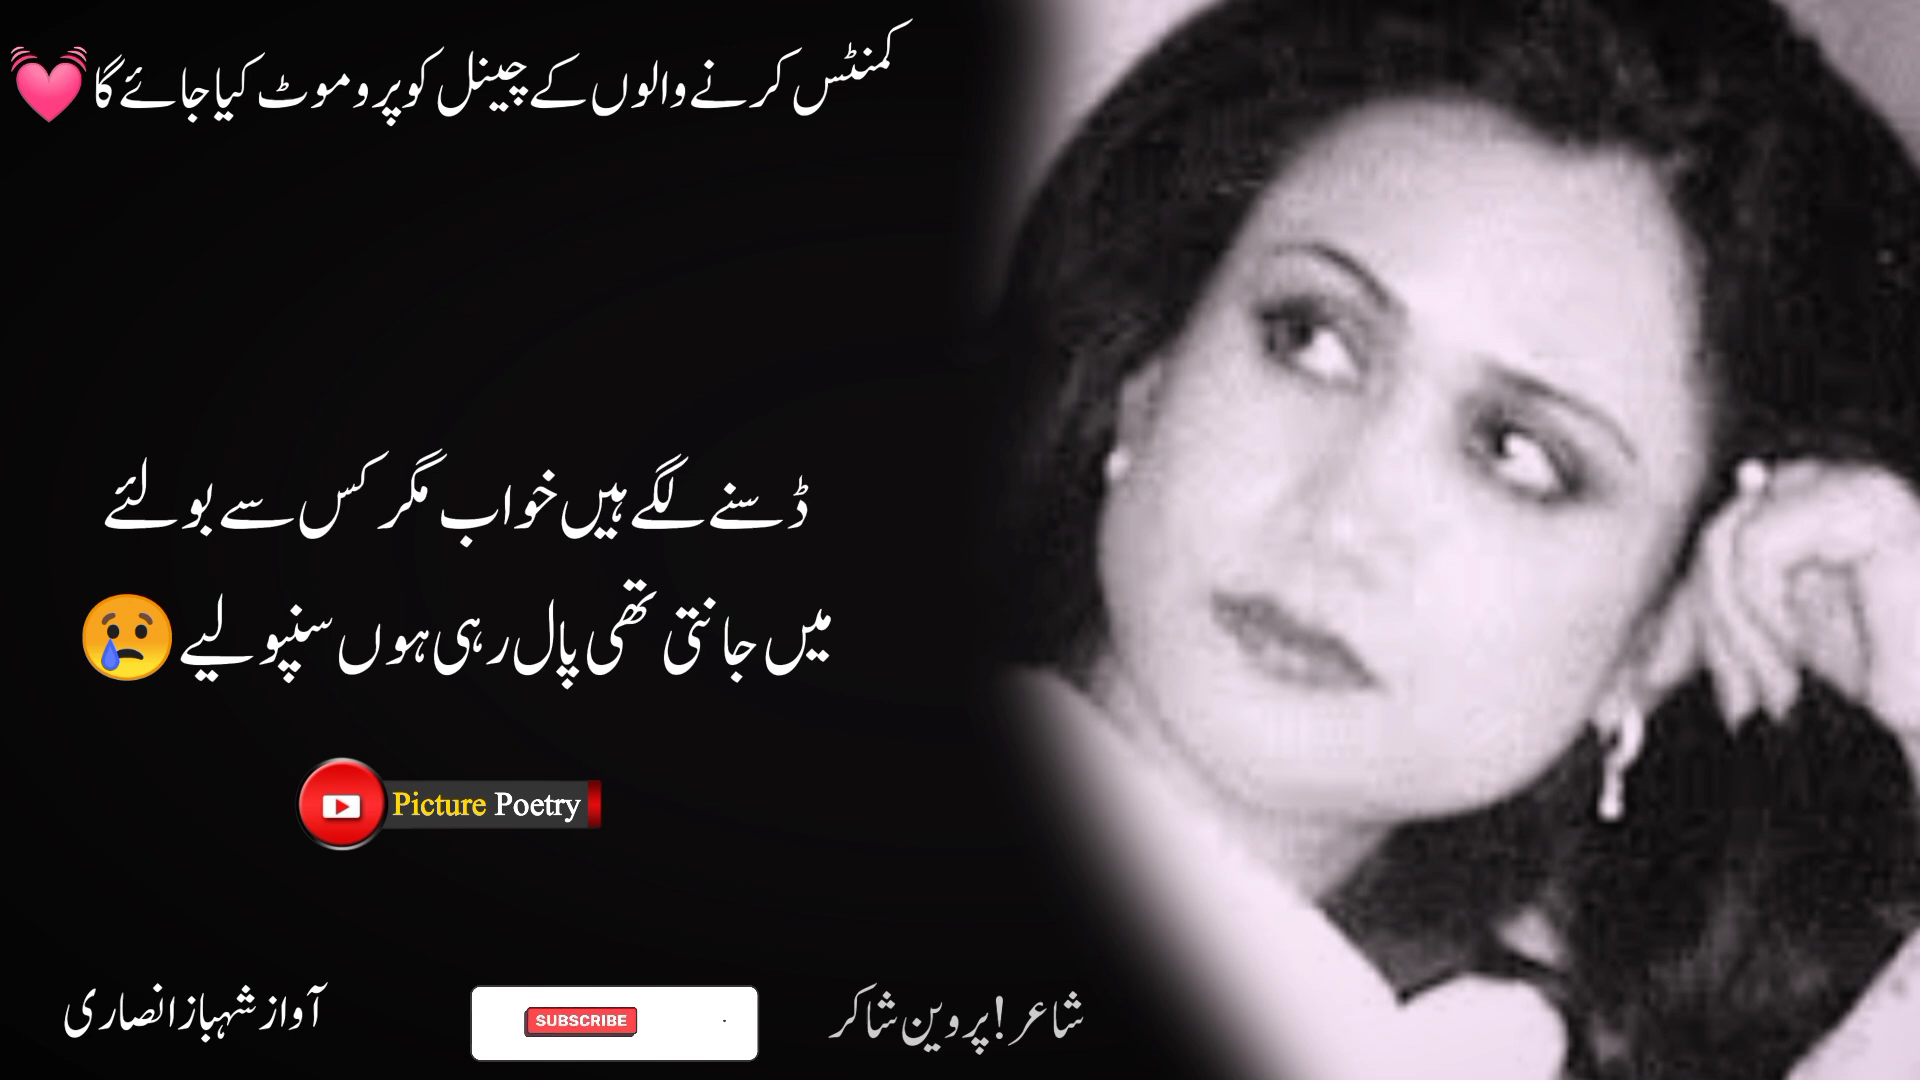 کمنٹس کرنے والوں کے چینل کو پروموٹ کیا جائے گا 💓
ڈسنے لگے ہیں خواب مگر کس سے بولئے
میں جانتی تھی پال رہی ہوں سنپولیے 😢
Picture Poetry
شاعر!پروین شاکر
SUBSCRIBE
آواز شہباز انصاری